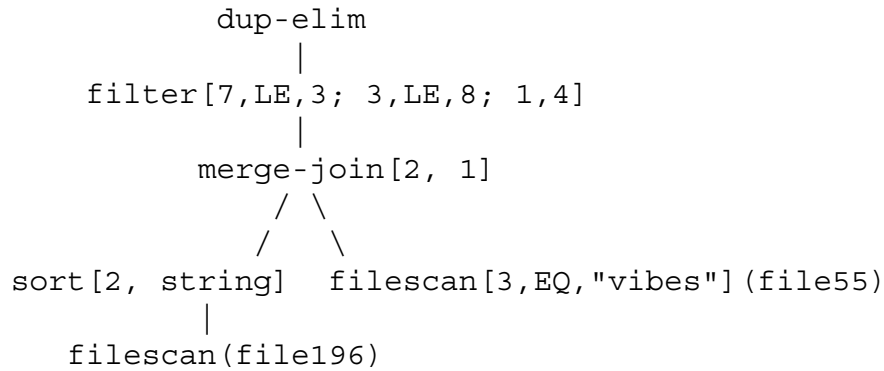 dup-elim
|
filter[7,LE,3; 3,LE,8; 1,4]
|
merge-join[2, 1]
/ \
/ \
sort[2, string] filescan[3,EQ,"vibes"](file55)
|
filescan(file196)